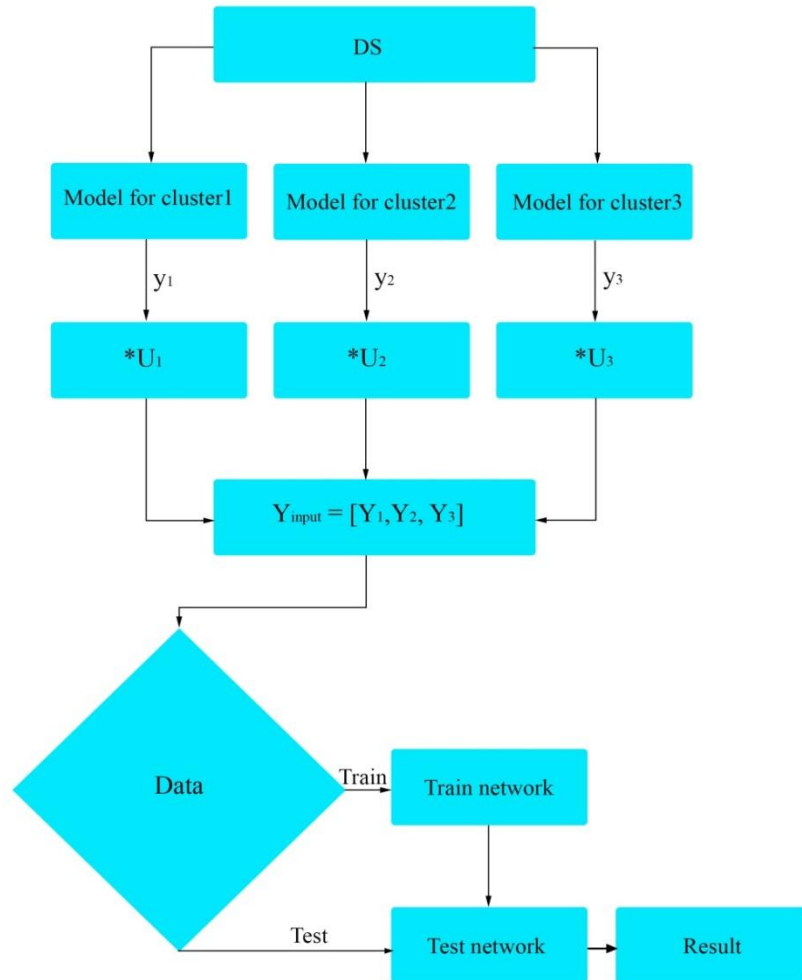 DS
Model for cluster1
Model for cluster2
Model for cluster3
y₁
y₂
y₃
*U₁
*U₂
*U₃
Yinput = [Y₁,Y₂, Y₃]
Data
Train
Train network
Test
Test network
Result